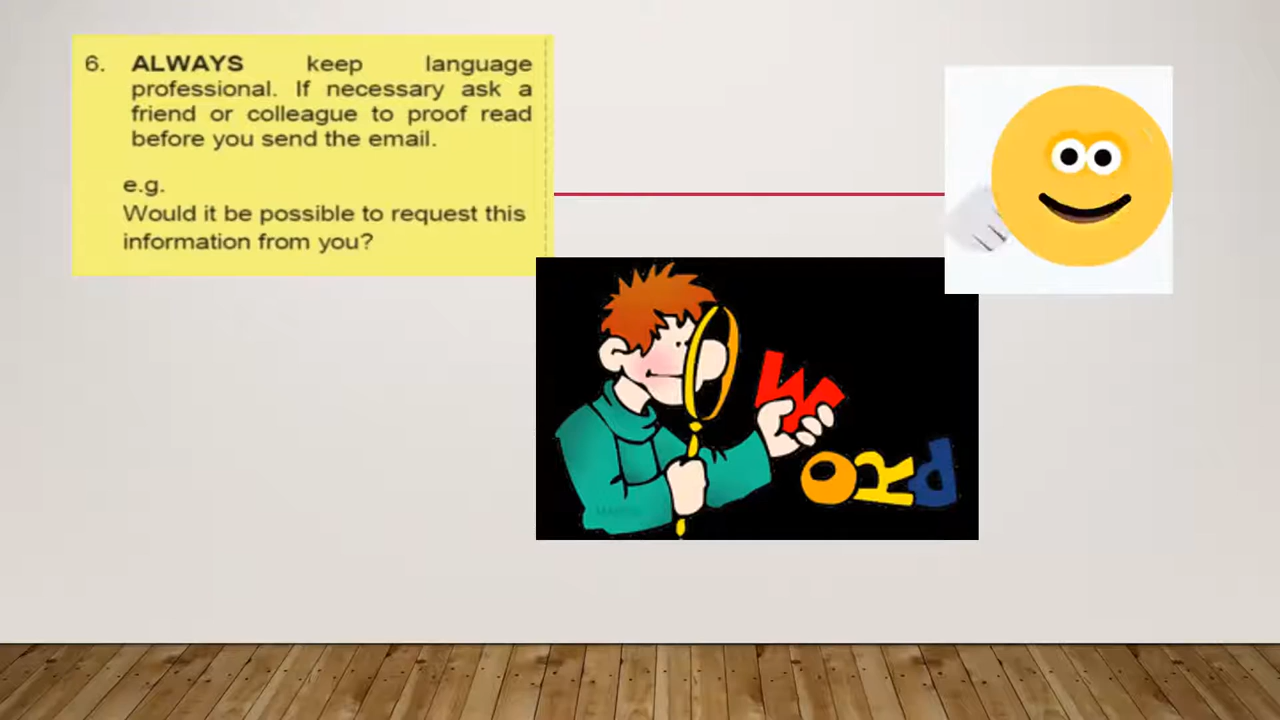 6. ALWAYS keep language
professional. If necessary ask a
friend or colleague to proof read
before you send the email.
e.g.
Would it be possible to request this
information from you?
W
ORd